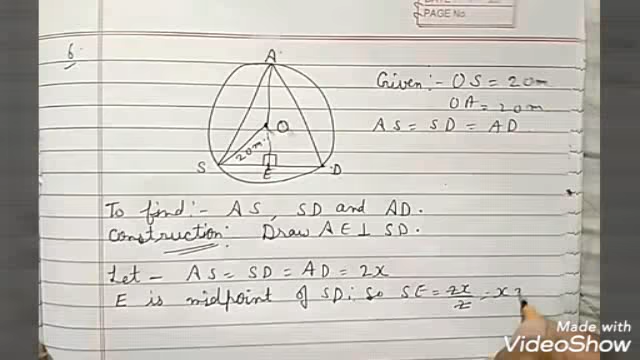 DATE
PAGE No.
6.
A
Given :- OS = 20m
OA = 20m
AS = SD = AD
O
20m.
S
E
D
To find :- AS, SD and AD.
Construction: Draw AE ⊥ SD.
Let - AS = SD = AD = 2x
E is midpoint of SD; so SE = 2x/2 = x
Made with
VideoShow